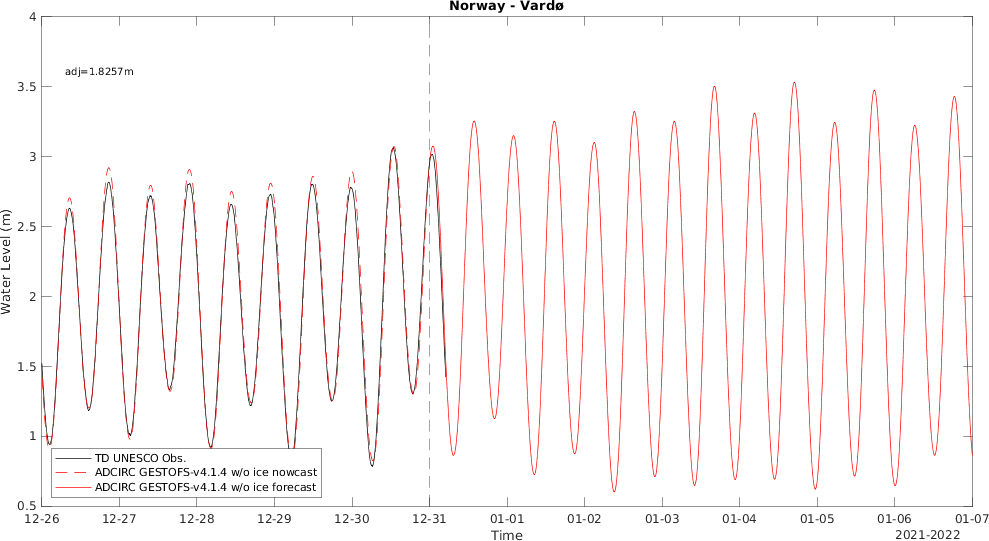 Norway - Vardø
4
3.5
3
2.5
2
1.5
1
0.5
Water Level (m)
adj=1.8257m
TD UNESCO Obs.
ADCIRC GESTOFS-v4.1.4 w/o ice nowcast
ADCIRC GESTOFS-v4.1.4 w/o ice forecast
12-26 12-27 12-28 12-29 12-30 12-31 01-01 01-02 01-03 01-04 01-05 01-06 01-07
Time
2021-2022